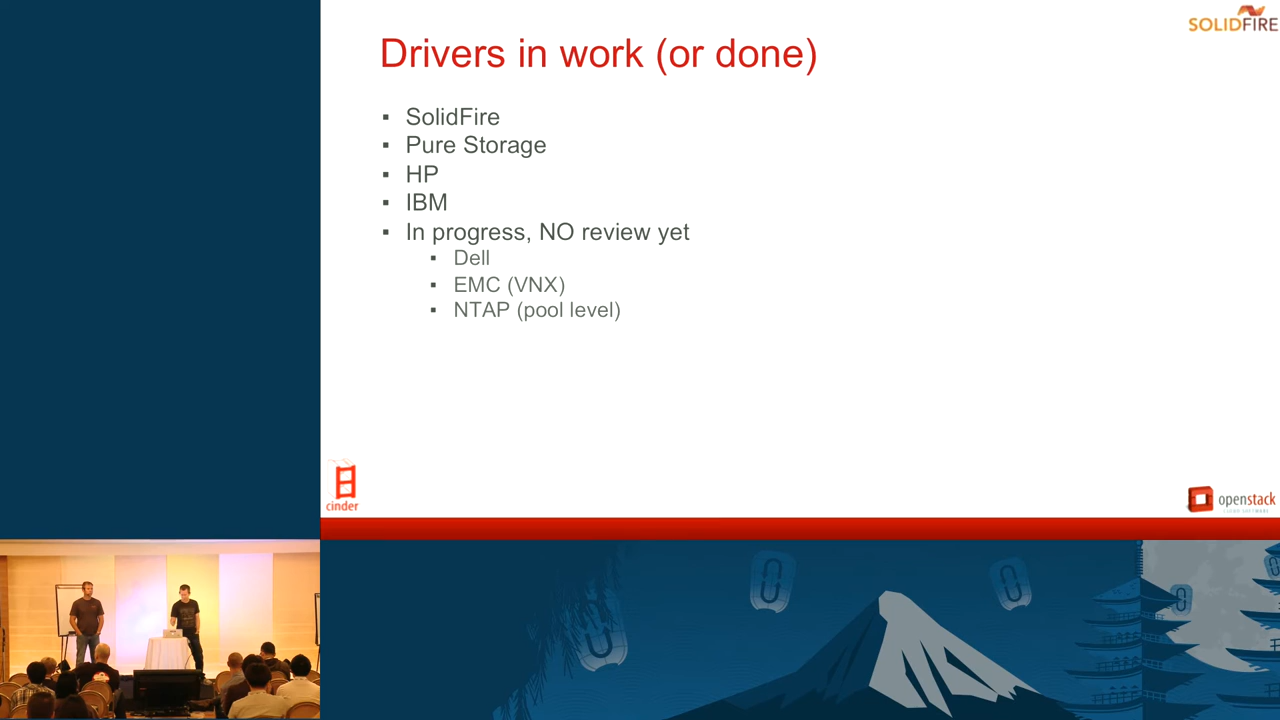 SOLIDFIRE
Drivers in work (or done)
▪ SolidFire
▪ Pure Storage
▪ HP
▪ IBM
▪ In progress, NO review yet
▪ Dell
▪ EMC (VNX)
▪ NTAP (pool level)
cinder
openstack
CLOUD SOFTWARE